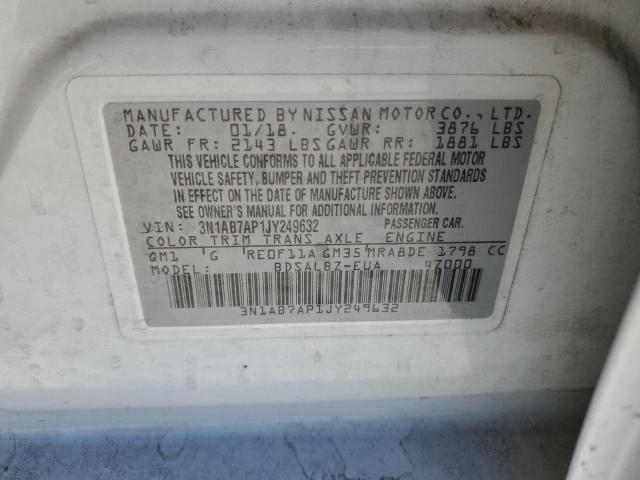 MANUFACTURED BY NISSAN MOTOR CO., LTD.
DATE: 01/18. GVWR: 3876 LBS
GAWR FR: 2143 LBS GAWR RR: 1881 LBS
THIS VEHICLE CONFORMS TO ALL APPLICABLE FEDERAL MOTOR
VEHICLE SAFETY, BUMPER AND THEFT PREVENTION STANDARDS
IN EFFECT ON THE DATE OF MANUFACTURE SHOWN ABOVE.
SEE OWNER'S MANUAL FOR ADDITIONAL INFORMATION.
VIN: 3N1AB7AP1JY249632 PASSENGER CAR.
COLOR TRIM TRANS AXLE ENGINE
QM1 'G RE0F11A GM35 MRA8DE 1798 CC
MODEL: BDSALBZ-EUA 4Z000
3N1AB7AP1JY249632